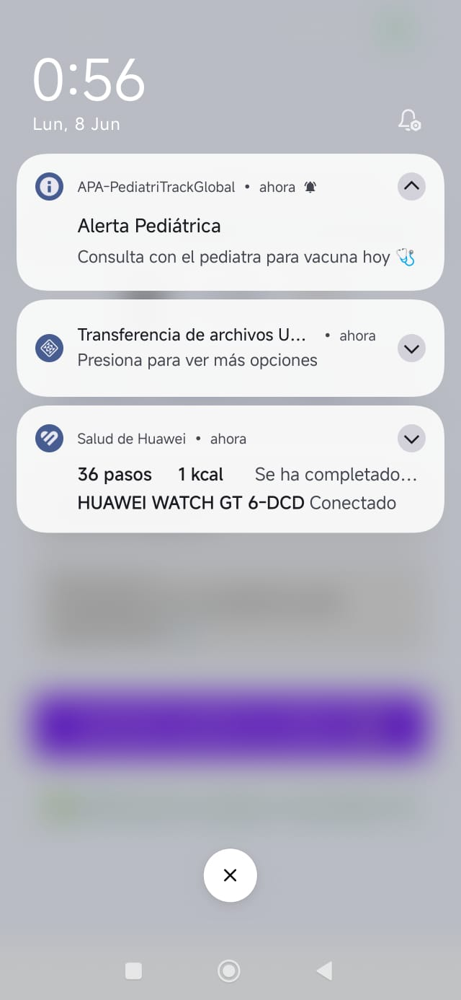 0:56
Lun, 8 Jun
APA-PediatriTrackGlobal • ahora
Alerta Pediátrica
Consulta con el pediatra para vacuna hoy 🩺
Transferencia de archivos U... • ahora
Presiona para ver más opciones
Salud de Huawei • ahora
36 pasos 1 kcal Se ha completado...
HUAWEI WATCH GT 6-DCD Conectado